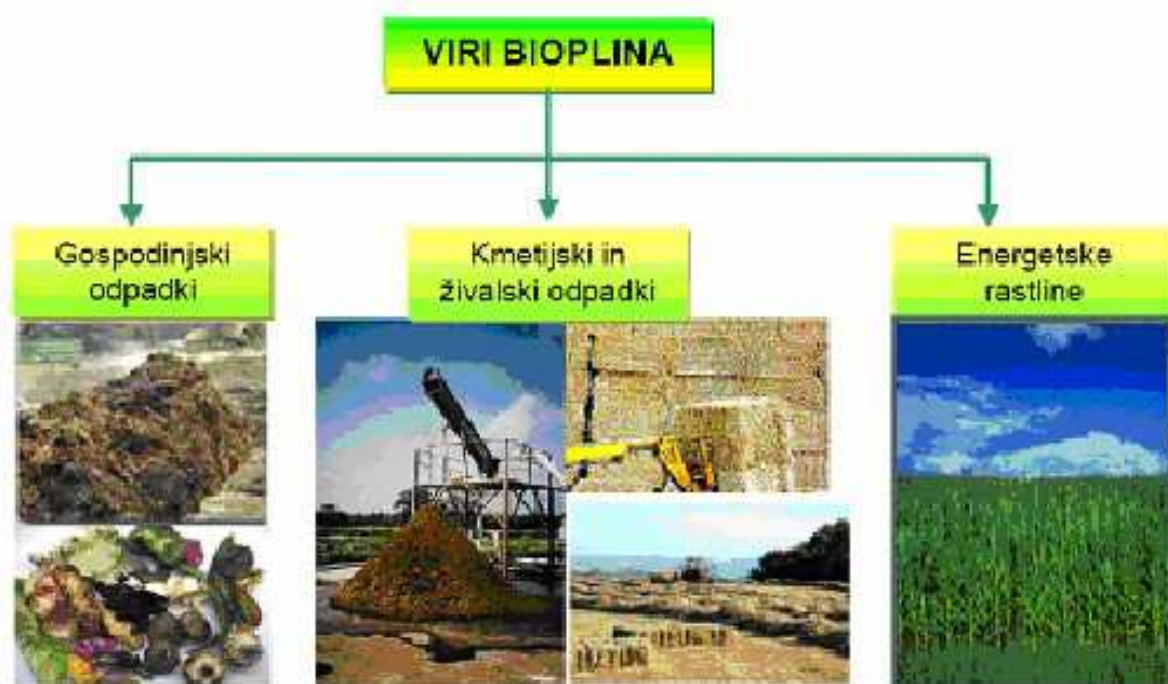 VIRI BIOPLINA
Gospodinjski
odpadki
Kmetijski in
živalski odpadki
Energetske
rastline